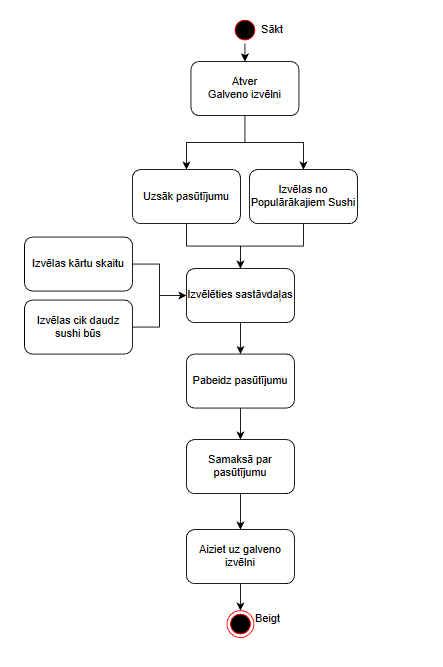 Sākt
Atver
Galveno izvēlni
Uzsāk pasūtījumu
Izvēlas no
Populārākajiem Sushi
Izvēlas kārtu skaitu
Izvēlēties sastāvdaļas
Izvēlas cik daudz
sushi būs
Pabeidz pasūtījumu
Samaksā par
pasūtījumu
Aiziet uz galveno
izvēlni
Beigt